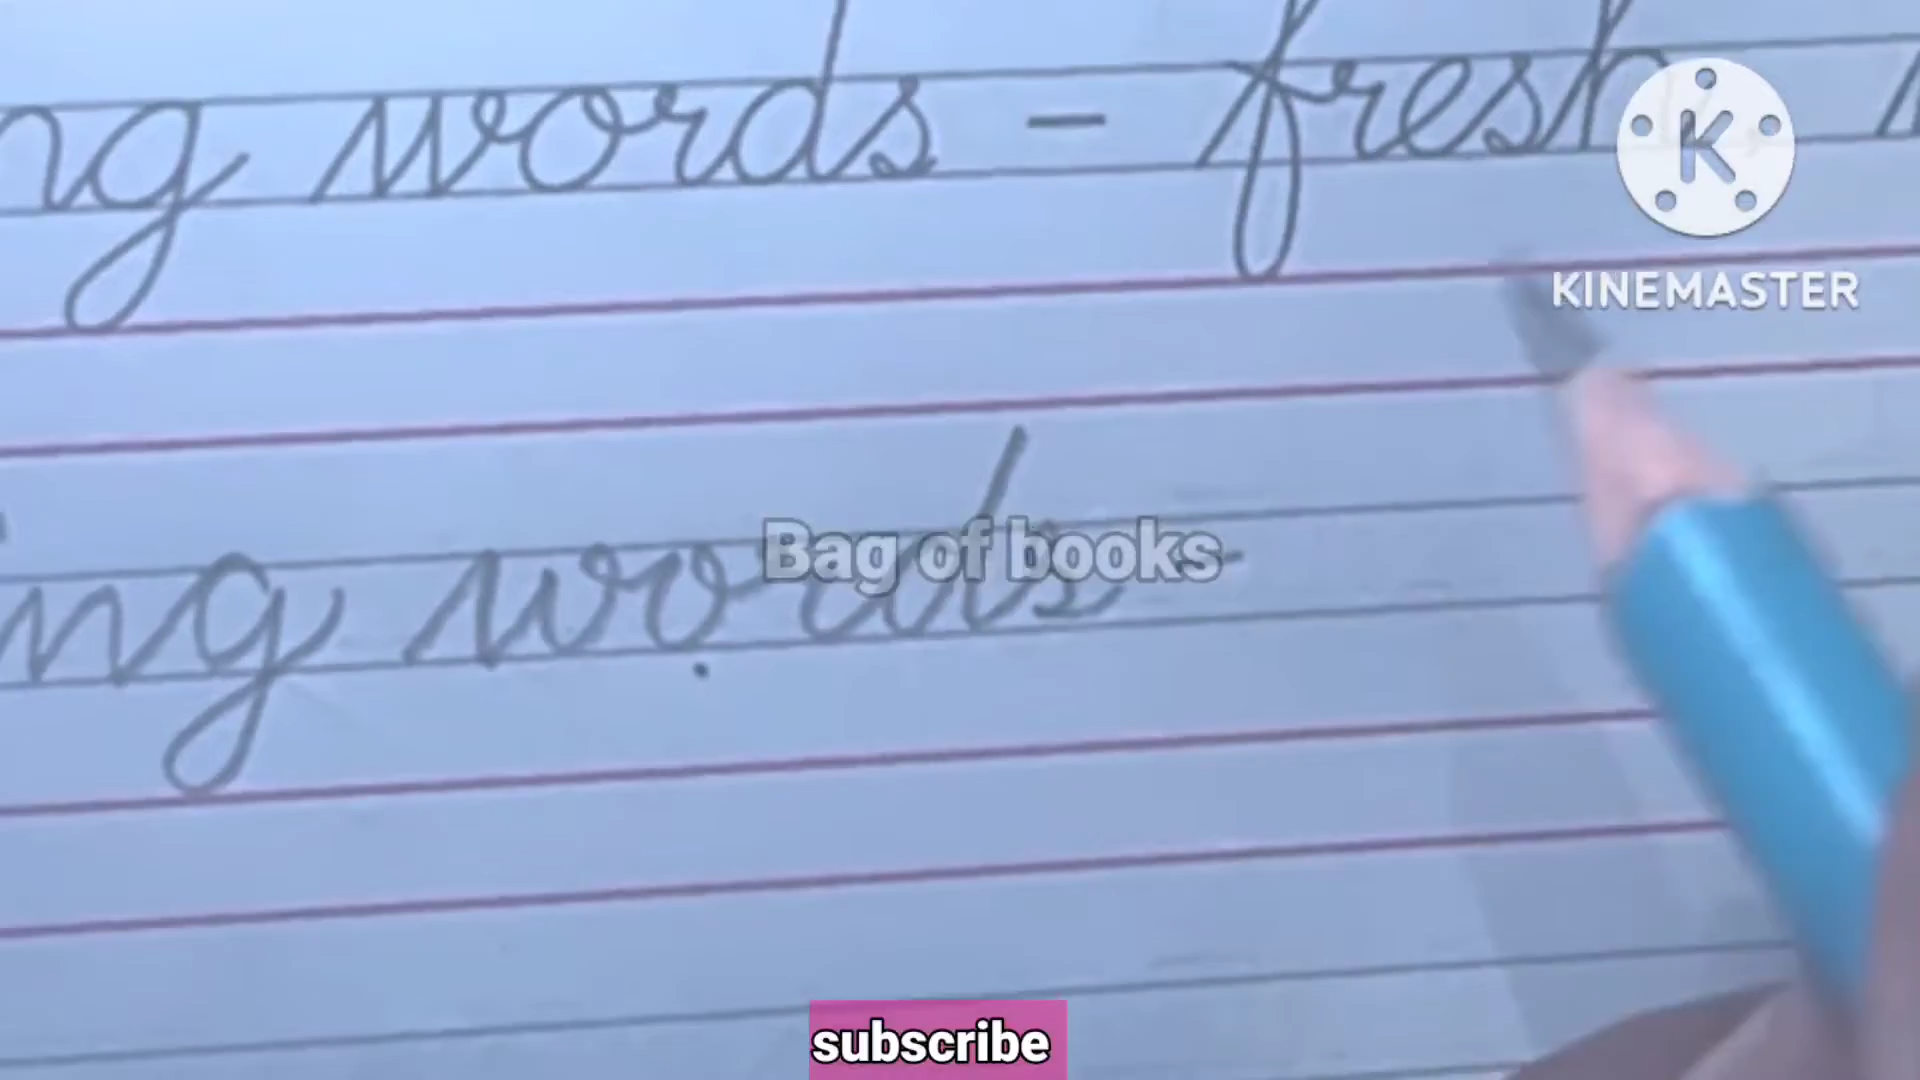 ng words - fresh,
KINEMASTER
ng words -
Bag of books
subscribe